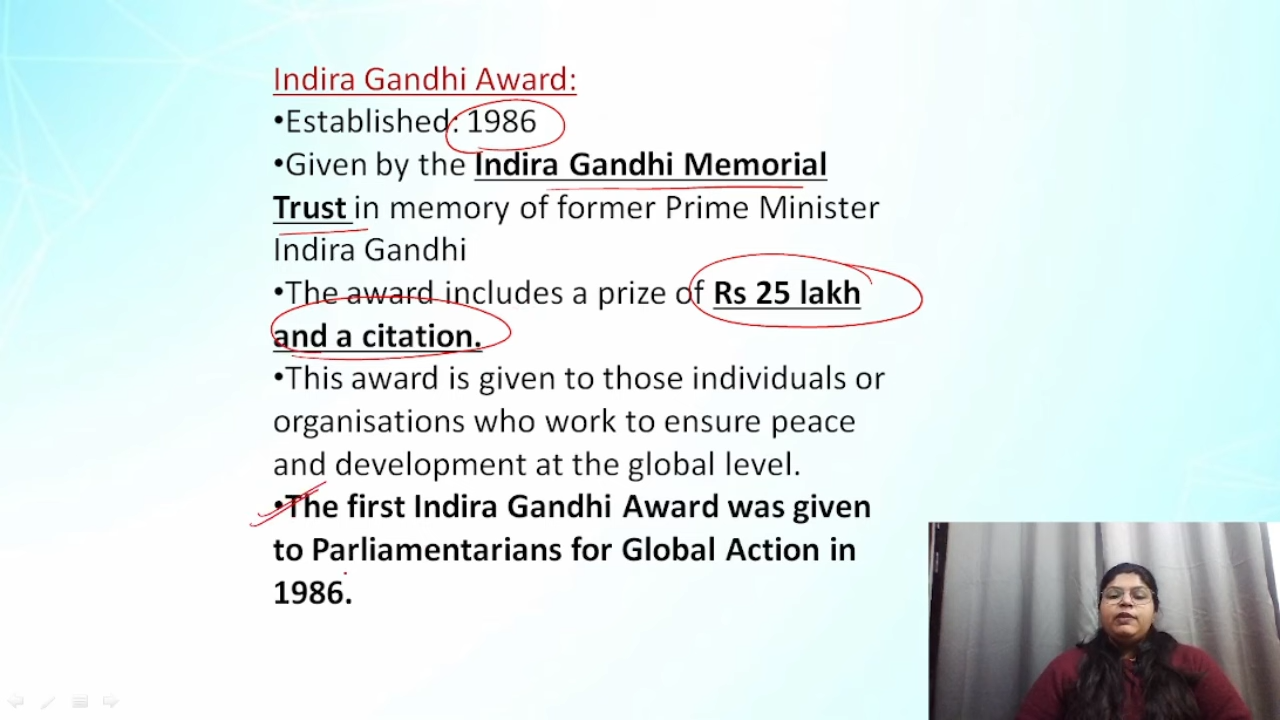 Indira Gandhi Award:
•Established: 1986
•Given by the Indira Gandhi Memorial
Trust in memory of former Prime Minister
Indira Gandhi
•The award includes a prize of Rs 25 lakh
and a citation.
•This award is given to those individuals or
organisations who work to ensure peace
and development at the global level.
•The first Indira Gandhi Award was given
to Parliamentarians for Global Action in
1986.